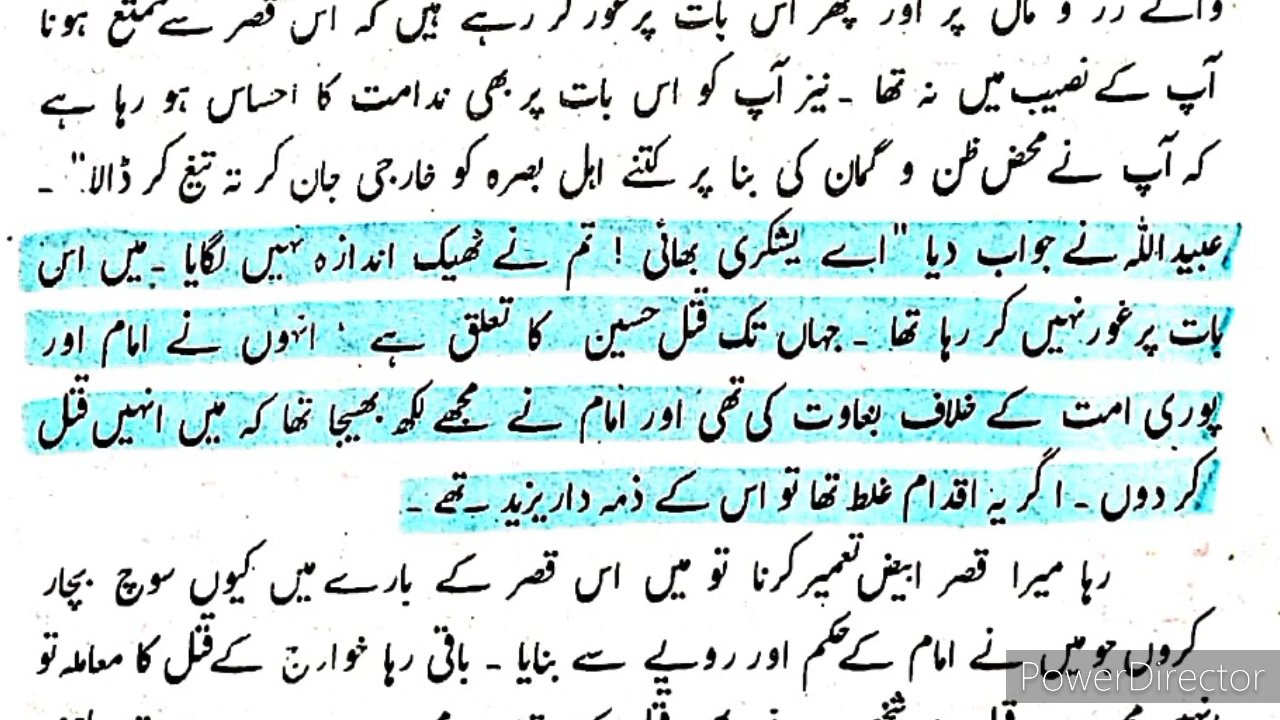 والے زر و مال پر اور پھر اس بات پر غور کر رہے ہیں کہ اس قصر سے متمتع ہونا
آپ کے نصیب میں نہ تھا ۔ نیز آپ کو اس بات پر بھی ندامت کا احساس ہو رہا ہے
کہ آپ نے محض ظن و گمان کی بنا پر کتنے اہل بصرہ کو خارجی جان کر تہ تیغ کر ڈالا" ۔
عبیداللہ نے جواب دیا "اے یشکری بھائی ! تم نے ٹھیک اندازہ نہیں لگایا ۔ میں اس
بات پر غور نہیں کر رہا تھا ۔ جہاں تک قتل حسین کا تعلق ہے ' انہوں نے امام اور
پوری امت کے خلاف بغاوت کی تھی اور امام نے مجھے لکھ بھیجا تھا کہ میں انہیں قتل
کر دوں ۔ اگر یہ اقدام غلط تھا تو اس کے ذمہ دار یزید تھے ۔
رہا میرا قصر ابیض تعمیر کرنا تو میں اس قصر کے بارے میں کیوں سوچ بچار
کروں جو میں نے امام کے حکم اور روپے سے بنایا ۔ باقی رہا خوارج کے قتل کا معاملہ تو
PowerDirector